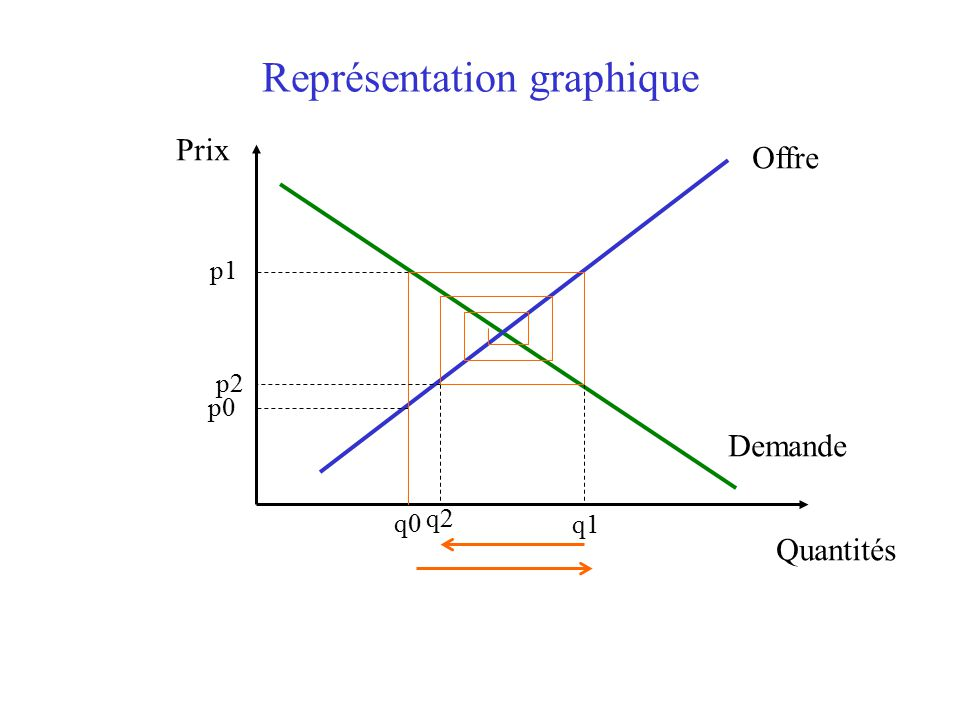 Représentation graphique
Prix
Offre
p1
p2
p0
Demande
q0
q2
q1
Quantités